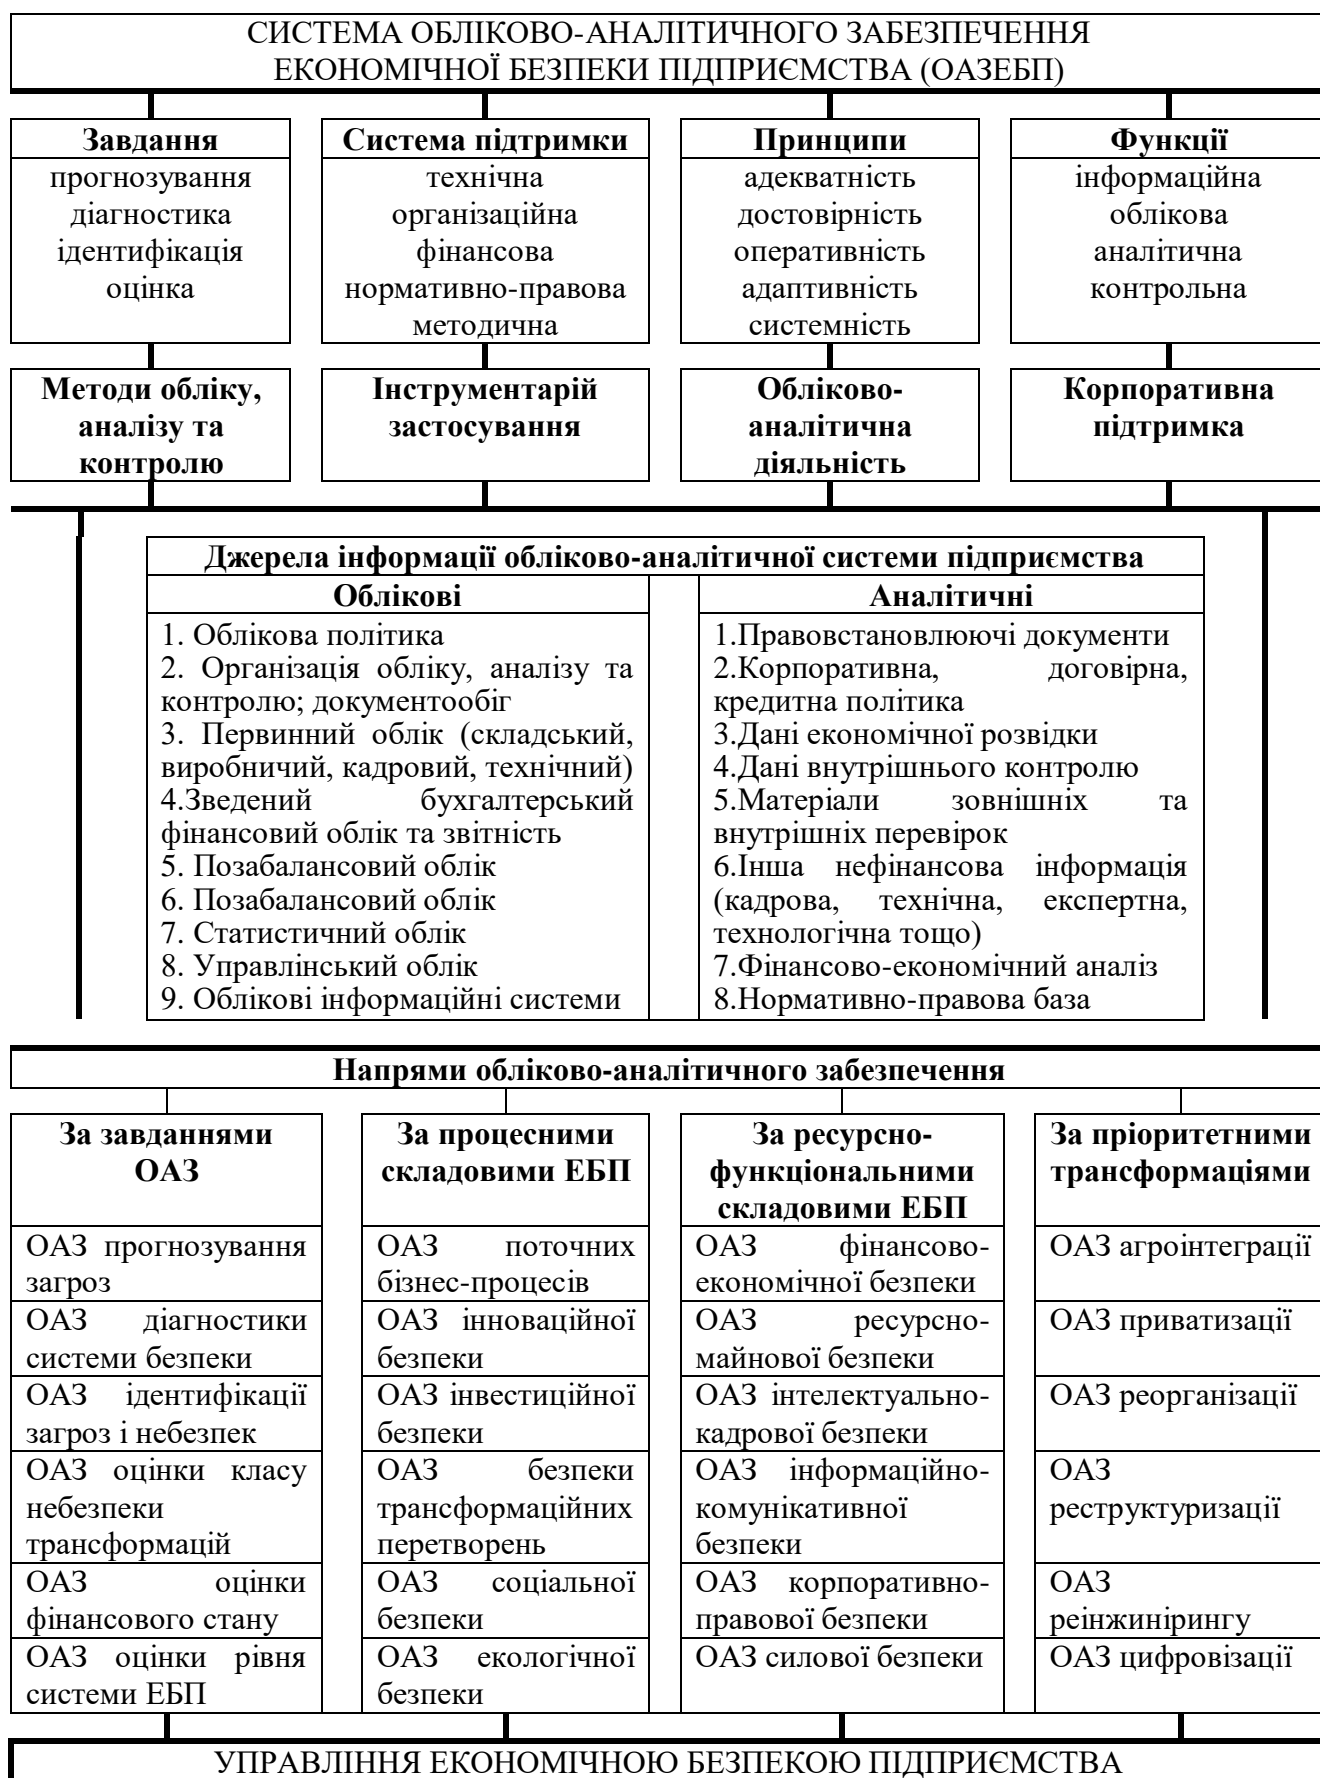 СИСТЕМА ОБЛІКОВО-АНАЛІТИЧНОГО ЗАБЕЗПЕЧЕННЯ
ЕКОНОМІЧНОЇ БЕЗПЕКИ ПІДПРИЄМСТВА (ОАЗЕБП)
Завдання
прогнозування
діагностика
ідентифікація
оцінка
Система підтримки
технічна
організаційна
фінансова
нормативно-правова
методична
Принципи
адекватність
достовірність
оперативність
адаптивність
системність
Функції
інформаційна
облікова
аналітична
контрольна
Методи обліку,
аналізу та
контролю
Інструментарій
застосування
Обліково-
аналітична
діяльність
Корпоративна
підтримка
Джерела інформації обліково-аналітичної системи підприємства
Облікові
1. Облікова політика
2. Організація обліку, аналізу та
контролю; документообіг
3. Первинний облік (складський,
виробничий, кадровий, технічний)
4.Зведений бухгалтерський
фінансовий облік та звітність
5. Позабалансовий облік
6. Позабалансовий облік
7. Статистичний облік
8. Управлінський облік
9. Облікові інформаційні системи
Аналітичні
1.Правовстановлюючі документи
2.Корпоративна, договірна,
кредитна політика
3.Дані економічної розвідки
4.Дані внутрішнього контролю
5.Матеріали зовнішніх та
внутрішніх перевірок
6.Інша нефінансова інформація
(кадрова, технічна, експертна,
технологічна тощо)
7.Фінансово-економічний аналіз
8.Нормативно-правова база
Напрями обліково-аналітичного забезпечення
За завданнями
ОАЗ
ОАЗ прогнозування
загроз
ОАЗ діагностики
системи безпеки
ОАЗ ідентифікації
загроз і небезпек
ОАЗ оцінки класу
небезпеки
трансформацій
ОАЗ оцінки
фінансового стану
ОАЗ оцінки рівня
системи ЕБП
За процесними
складовими ЕБП
ОАЗ поточних
бізнес-процесів
ОАЗ інноваційної
безпеки
ОАЗ інвестиційної
безпеки
ОАЗ безпеки
трансформаційних
перетворень
ОАЗ соціальної
безпеки
ОАЗ екологічної
безпеки
За ресурсно-
функціональними
складовими ЕБП
ОАЗ фінансово-
економічної безпеки
ОАЗ ресурсно-
майнової безпеки
ОАЗ інтелектуально-
кадрової безпеки
ОАЗ інформаційно-
комунікативної
безпеки
ОАЗ корпоративно-
правової безпеки
ОАЗ силової безпеки
За пріоритетними
трансформаціями
ОАЗ агроінтеграції
ОАЗ приватизації
ОАЗ реорганізації
ОАЗ
реструктуризації
ОАЗ
реінжинірингу
ОАЗ цифровізації
УПРАВЛІННЯ ЕКОНОМІЧНОЮ БЕЗПЕКОЮ ПІДПРИЄМСТВА